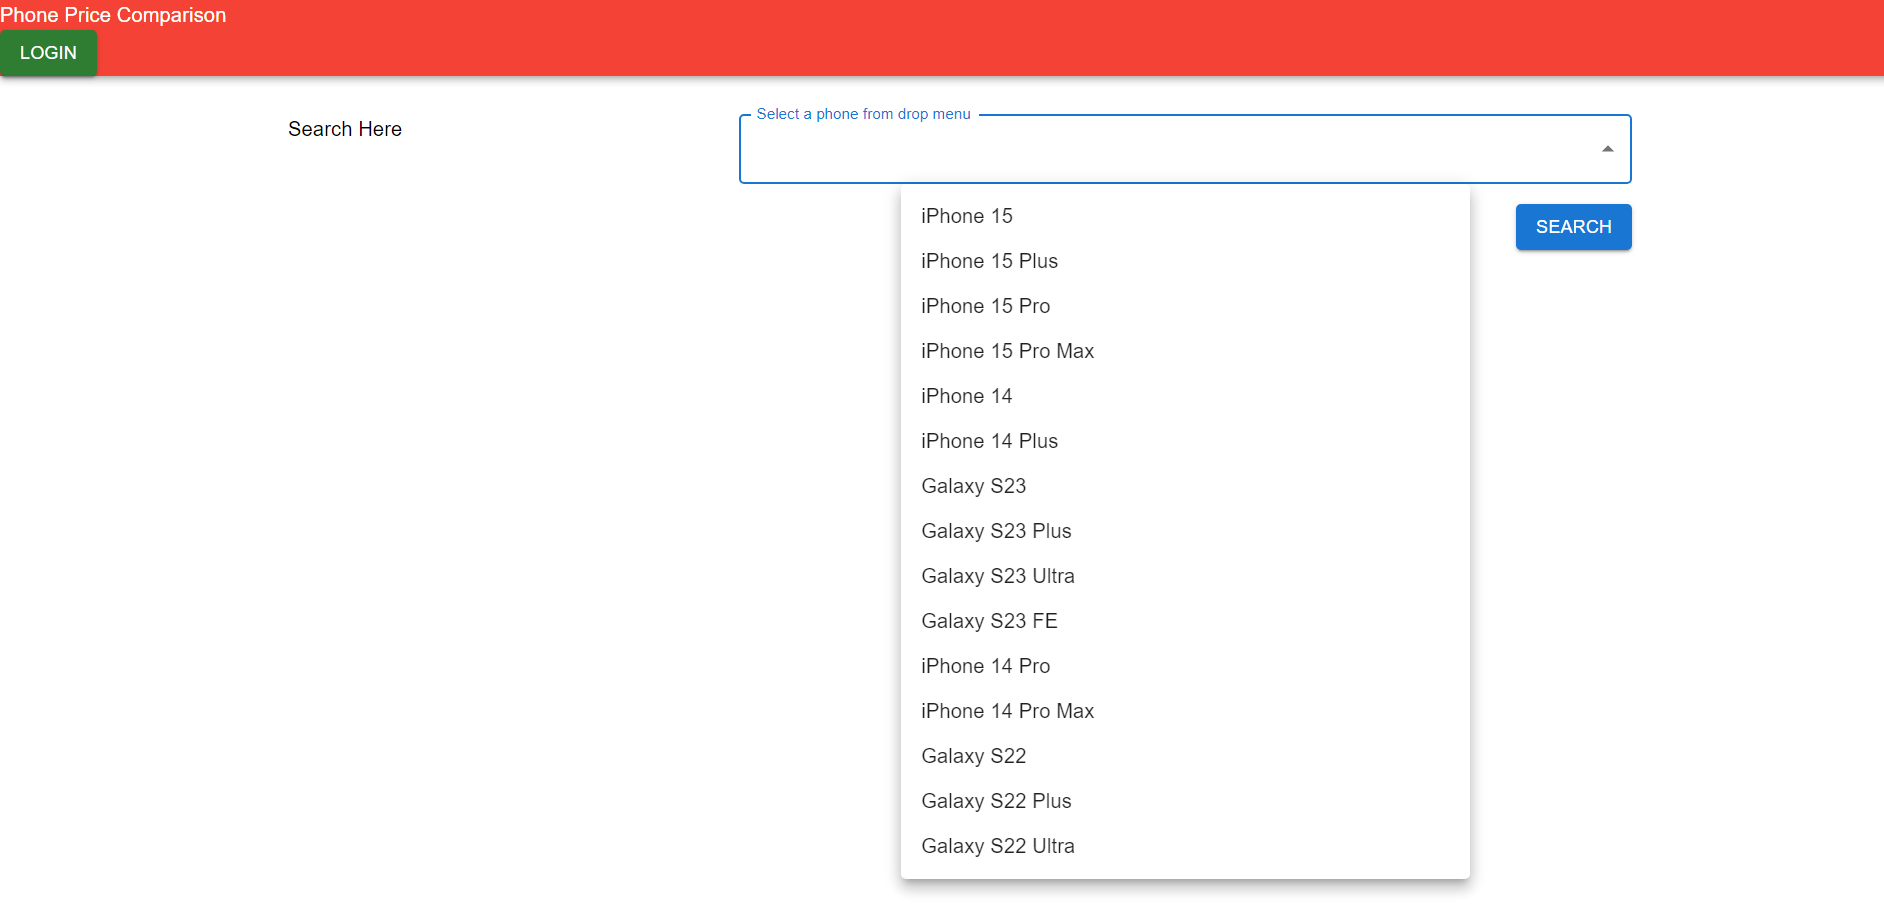 Phone Price Comparison
LOGIN
Search Here
Select a phone from drop menu
SEARCH
iPhone 15
iPhone 15 Plus
iPhone 15 Pro
iPhone 15 Pro Max
iPhone 14
iPhone 14 Plus
Galaxy S23
Galaxy S23 Plus
Galaxy S23 Ultra
Galaxy S23 FE
iPhone 14 Pro
iPhone 14 Pro Max
Galaxy S22
Galaxy S22 Plus
Galaxy S22 Ultra